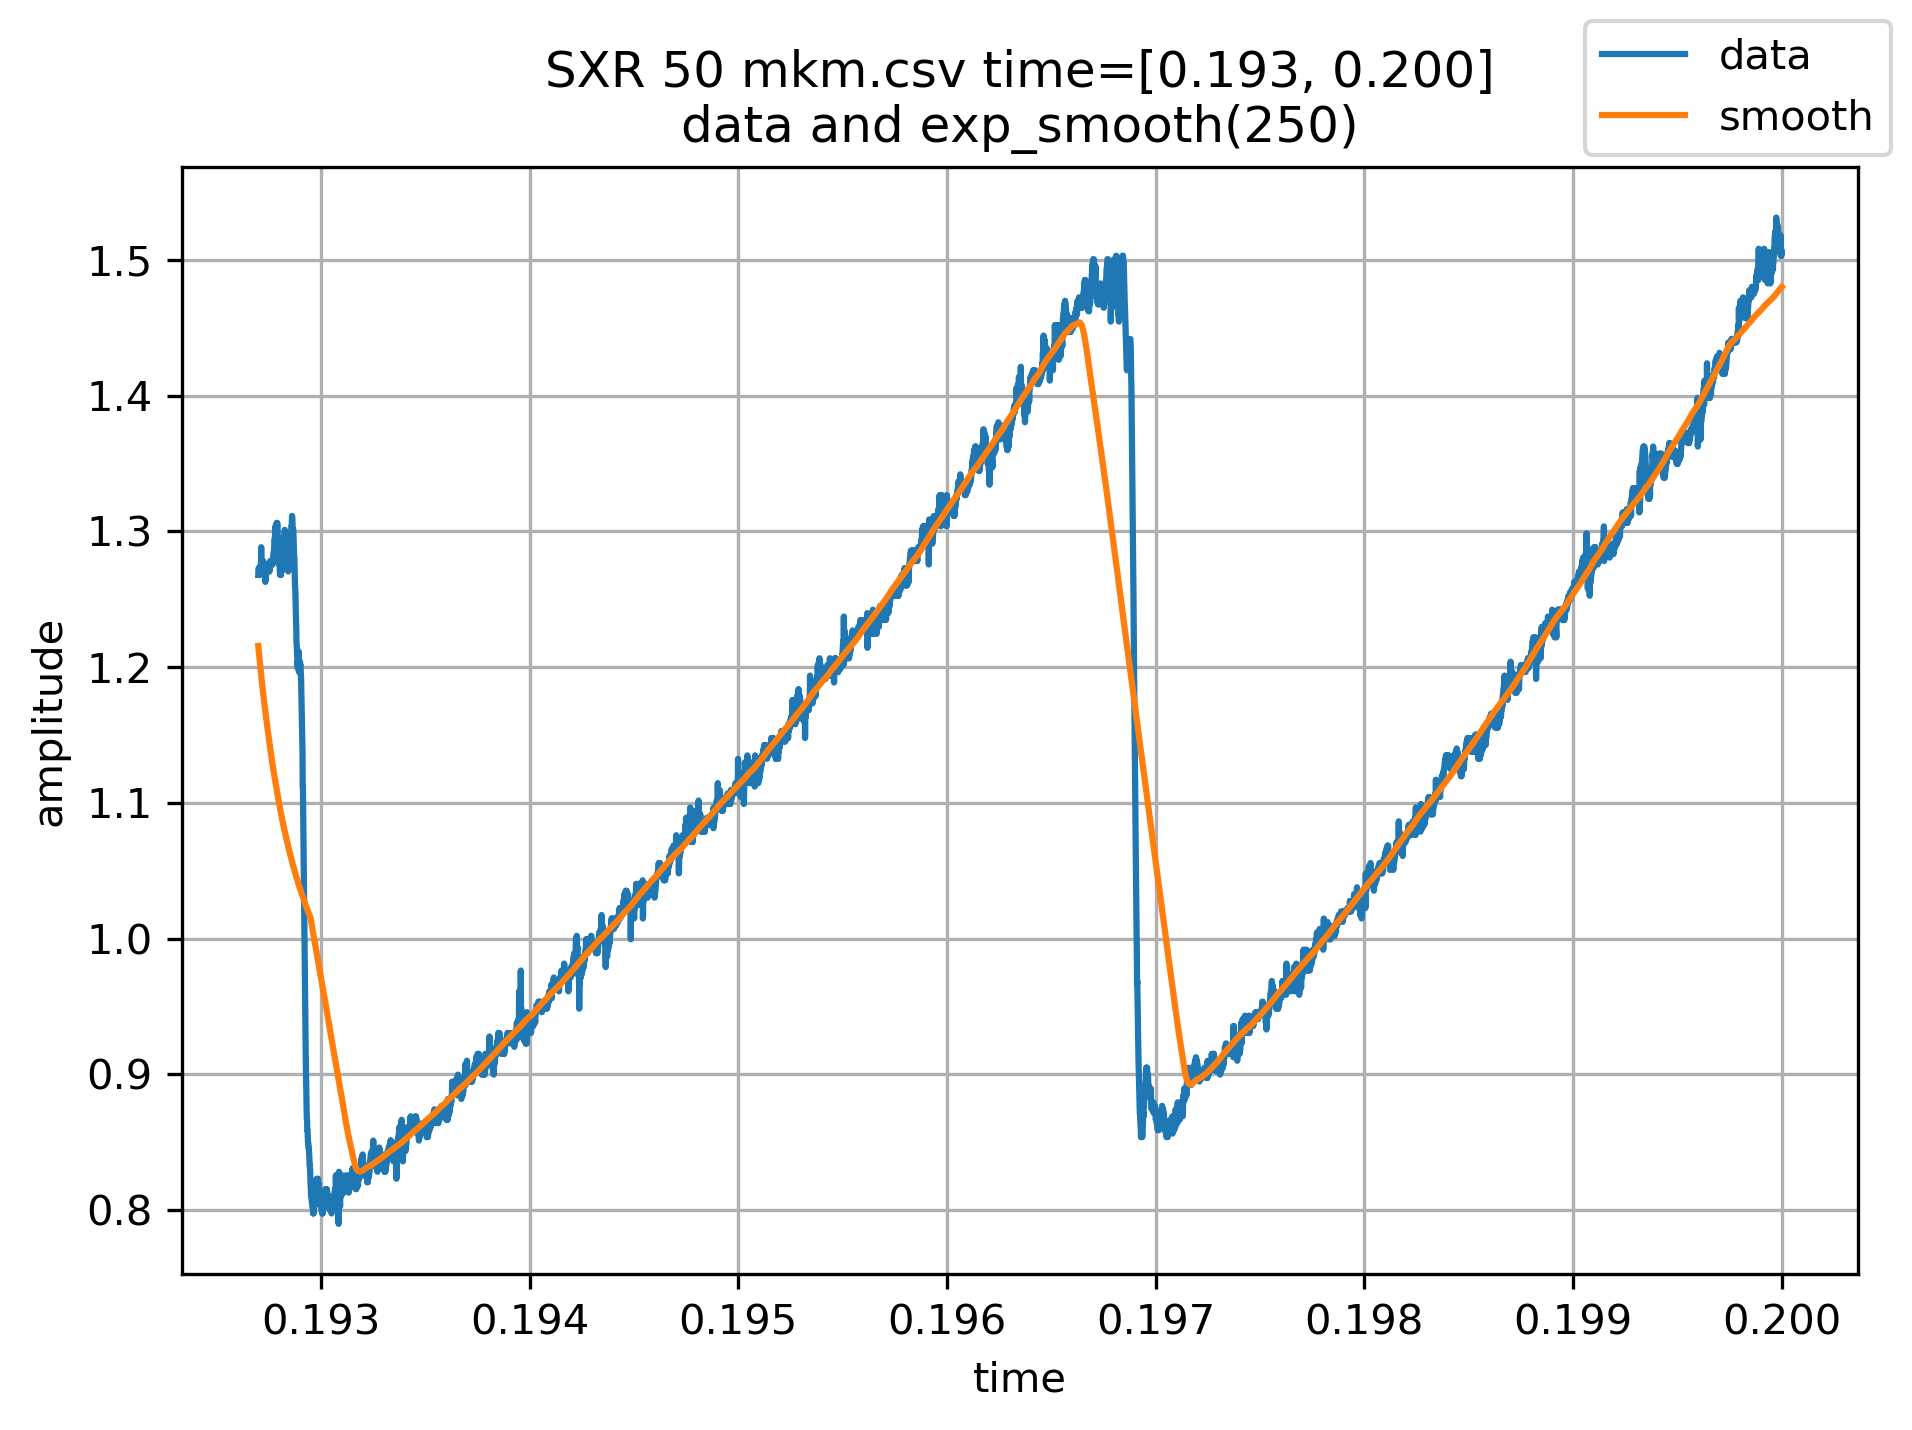 SXR 50 mkm.csv time=[0.193, 0.200]
data and exp_smooth(250)
data
smooth
1.5
1.4
1.3
1.2
1.1
1.0
0.9
0.8
amplitude
0.193 0.194 0.195 0.196 0.197 0.198 0.199 0.200
time